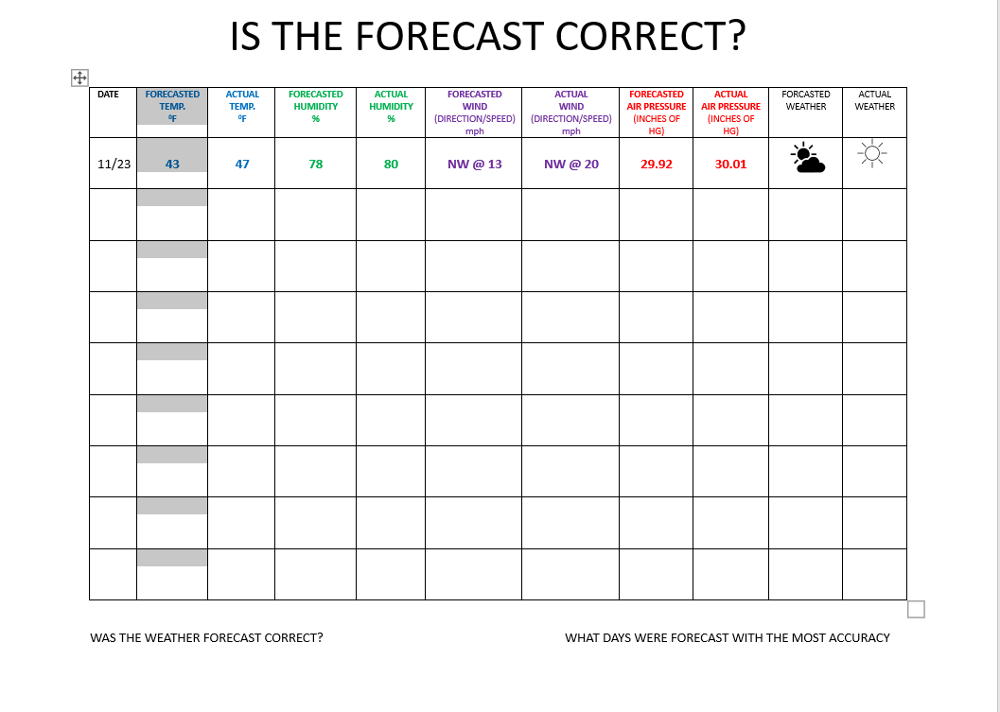 IS THE FORECAST CORRECT?
DATE
FORECASTED
TEMP.
⁰F
ACTUAL
TEMP.
⁰F
FORECASTED
HUMIDITY
%
ACTUAL
HUMIDITY
%
FORECASTED
WIND
(DIRECTION/SPEED)
mph
ACTUAL
WIND
(DIRECTION/SPEED)
mph
FORECASTED
AIR PRESSURE
(INCHES OF
HG)
ACTUAL
AIR PRESSURE
(INCHES OF
HG)
FORCASTED
WEATHER
ACTUAL
WEATHER
11/23
43
47
78
80
NW @ 13
NW @ 20
29.92
30.01
WAS THE WEATHER FORECAST CORRECT?
WHAT DAYS WERE FORECAST WITH THE MOST ACCURACY